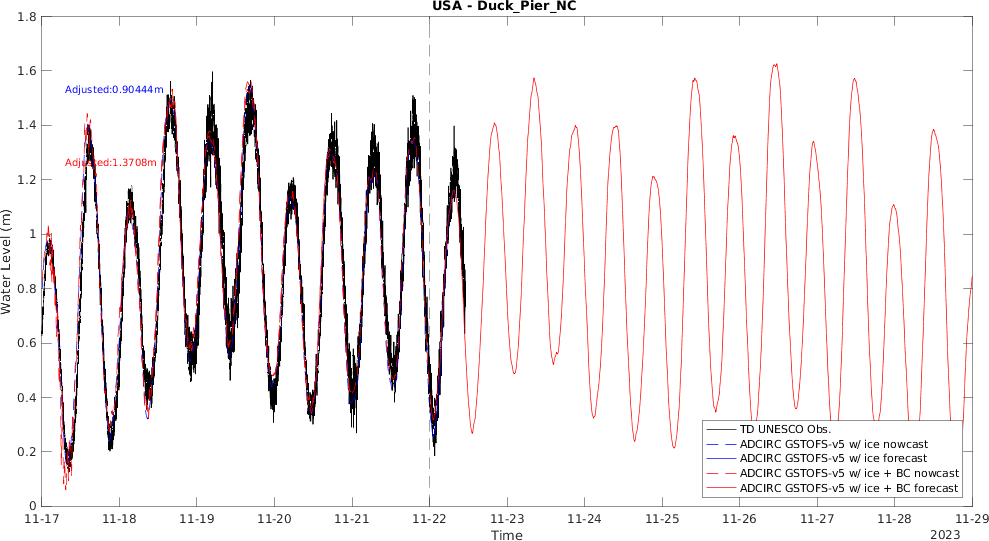 USA - Duck_Pier_NC
1.8
1.6
1.4
1.2
1
0.8
0.6
0.4
0.2
0
Water Level (m)
Adjusted:0.90444m
Adjusted:1.3708m
TD UNESCO Obs.
ADCIRC GSTOFS-v5 w/ ice nowcast
ADCIRC GSTOFS-v5 w/ ice forecast
ADCIRC GSTOFS-v5 w/ ice + BC nowcast
ADCIRC GSTOFS-v5 w/ ice + BC forecast
11-17 11-18 11-19 11-20 11-21 11-22 11-23 11-24 11-25 11-26 11-27 11-28 11-29
Time
2023